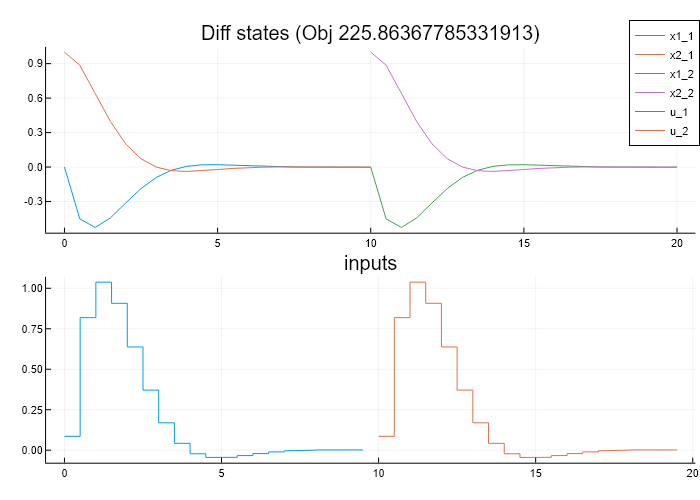 Diff states (Obj 225.86367785331913)
x1_1
x2_1
x1_2
x2_2
u_1
u_2
0.9
0.6
0.3
0.0
-0.3
0 5 10 15 20
inputs
1.00
0.75
0.50
0.25
0.00
0 5 10 15 20